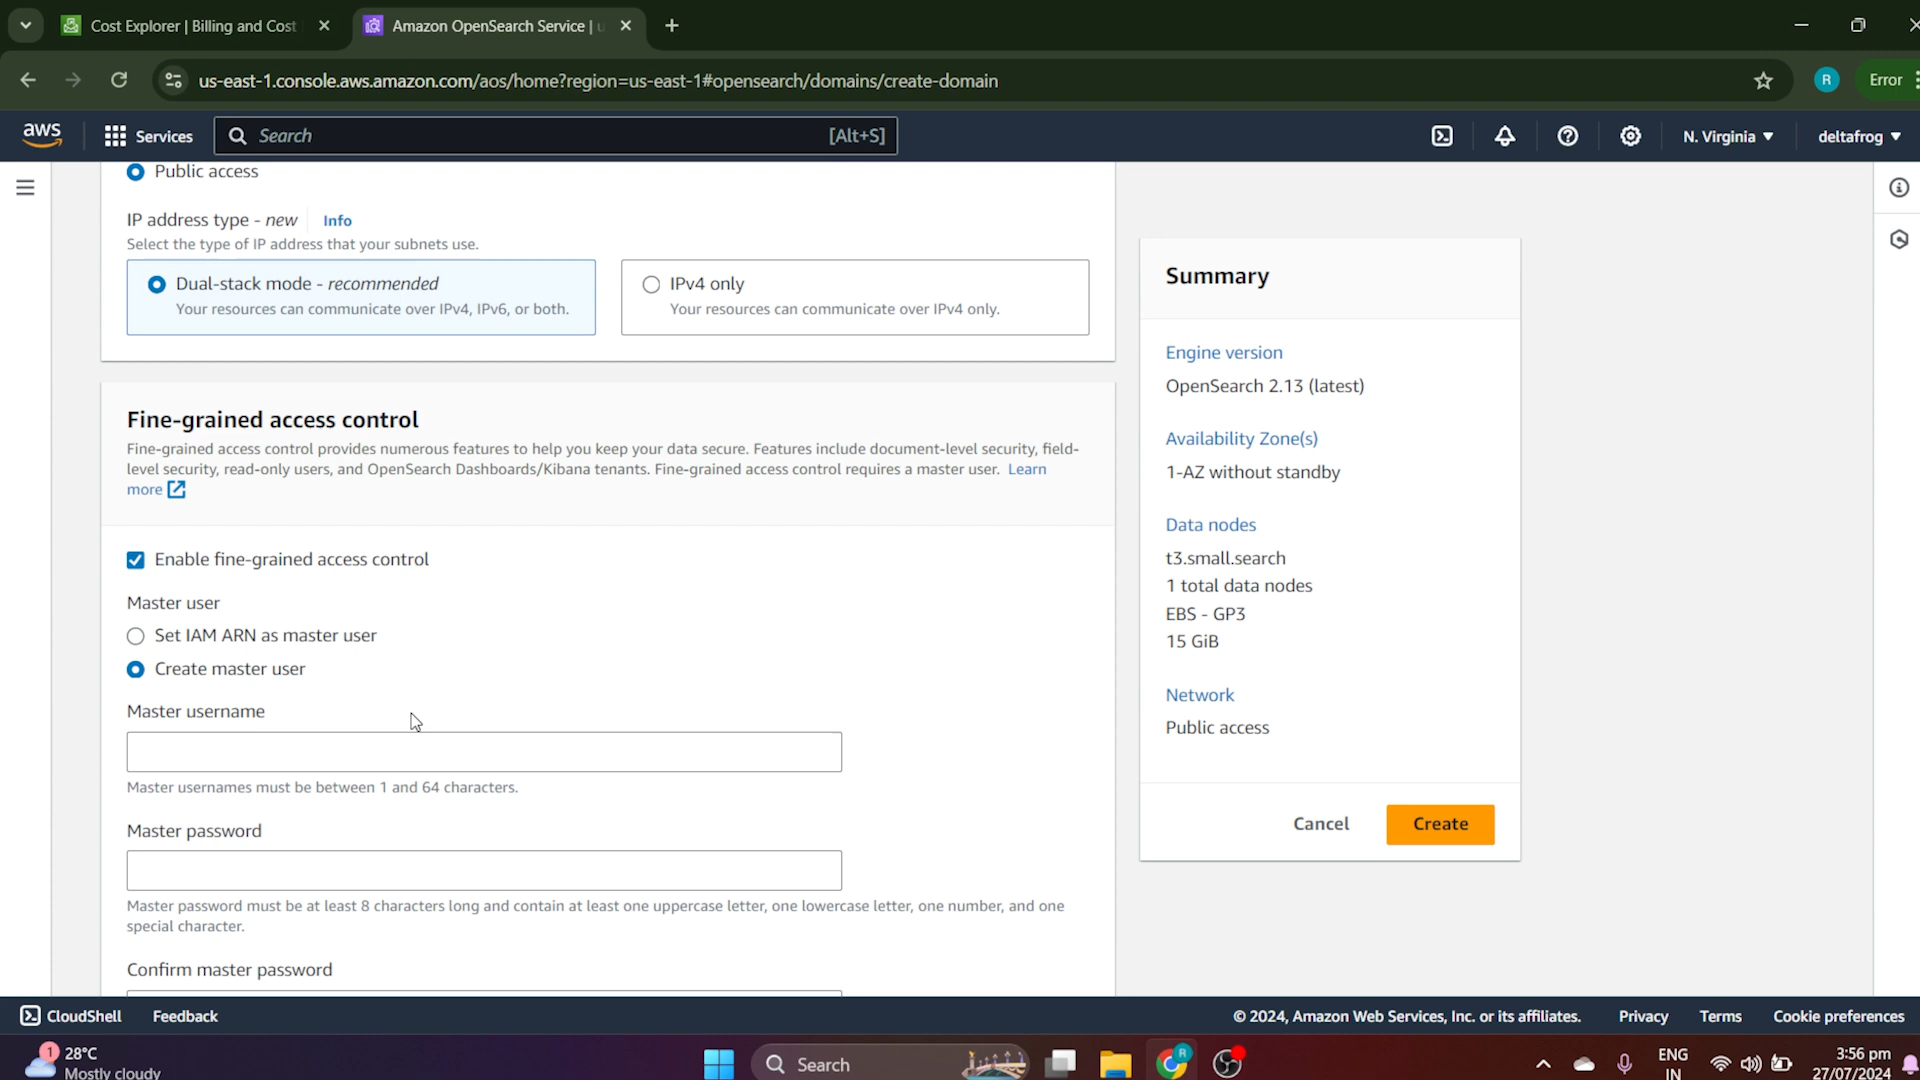 Cost Explorer | Billing and Cost
Amazon OpenSearch Service | u
us-east-1.console.aws.amazon.com/aos/home?region=us-east-1#opensearch/domains/create-domain
R
Error
aws
Services
Search
[Alt+S]
N. Virginia
deltafrog
Public access
IP address type - new
Info
Select the type of IP address that your subnets use.
Dual-stack mode - recommended
Your resources can communicate over IPv4, IPv6, or both.
IPv4 only
Your resources can communicate over IPv4 only.
Fine-grained access control
Fine-grained access control provides numerous features to help you keep your data secure. Features include document-level security, field-
level security, read-only users, and OpenSearch Dashboards/Kibana tenants. Fine-grained access control requires a master user. Learn
more
Enable fine-grained access control
Master user
Set IAM ARN as master user
Create master user
Master username
Master usernames must be between 1 and 64 characters.
Master password
Master password must be at least 8 characters long and contain at least one uppercase letter, one lowercase letter, one number, and one
special character.
Confirm master password
Summary
Engine version
OpenSearch 2.13 (latest)
Availability Zone(s)
1-AZ without standby
Data nodes
t3.small.search
1 total data nodes
EBS - GP3
15 GiB
Network
Public access
Cancel
Create
CloudShell
Feedback
© 2024, Amazon Web Services, Inc. or its affiliates.
Privacy
Terms
Cookie preferences
1
28°C
Mostly cloudy
Search
R
ENG
IN
3:56 pm
27/07/2024